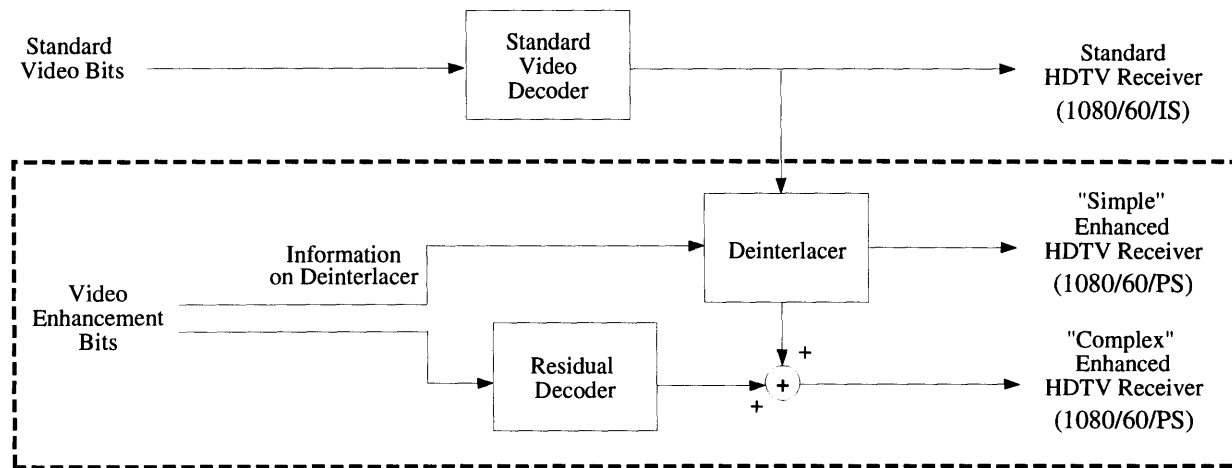 Standard
Video Bits
Standard
Video
Decoder
Standard
HDTV Receiver
(1080/60/IS)
Information
on Deinterlacer
Deinterlacer
"Simple"
Enhanced
HDTV Receiver
(1080/60/PS)
Video
Enhancement
Bits
Residual
Decoder
+
+
+
"Complex"
Enhanced
HDTV Receiver
(1080/60/PS)